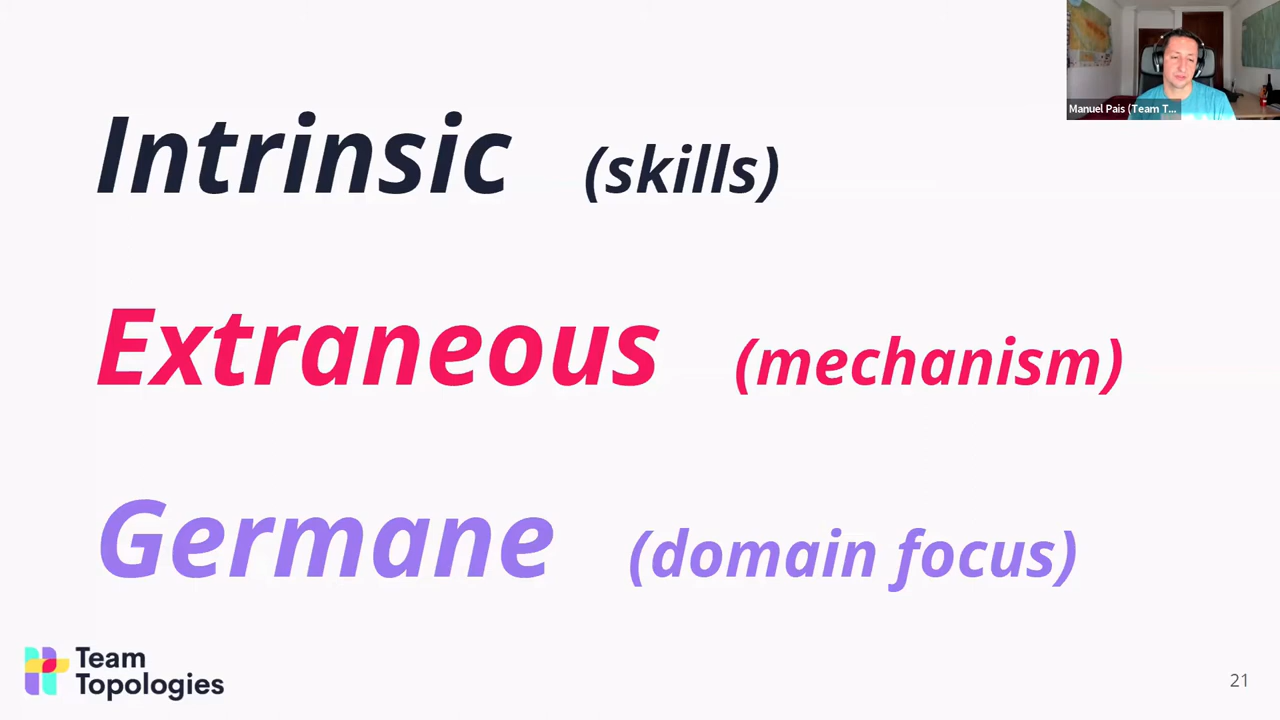 Manuel Pais (Team T...
Intrinsic (skills)
Extraneous (mechanism)
Germane (domain focus)
Team
Topologies
21